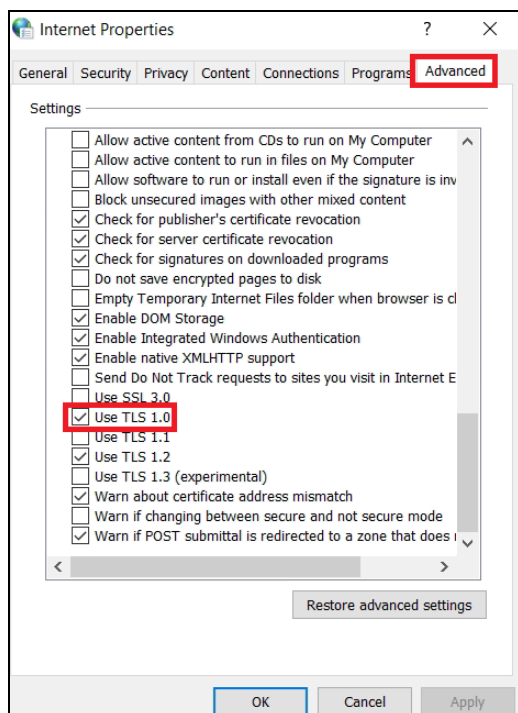 Internet Properties ? ×
General Security Privacy Content Connections Programs Advanced
Settings
Allow active content from CDs to run on My Computer
Allow active content to run in files on My Computer
Allow software to run or install even if the signature is inv
Block unsecured images with other mixed content
Check for publisher's certificate revocation
Check for server certificate revocation
Check for signatures on downloaded programs
Do not save encrypted pages to disk
Empty Temporary Internet Files folder when browser is cl
Enable DOM Storage
Enable Integrated Windows Authentication
Enable native XMLHTTP support
Send Do Not Track requests to sites you visit in Internet E
Use SSL 3.0
Use TLS 1.0
Use TLS 1.1
Use TLS 1.2
Use TLS 1.3 (experimental)
Warn about certificate address mismatch
Warn if changing between secure and not secure mode
Warn if POST submittal is redirected to a zone that does
Restore advanced settings
OK Cancel Apply